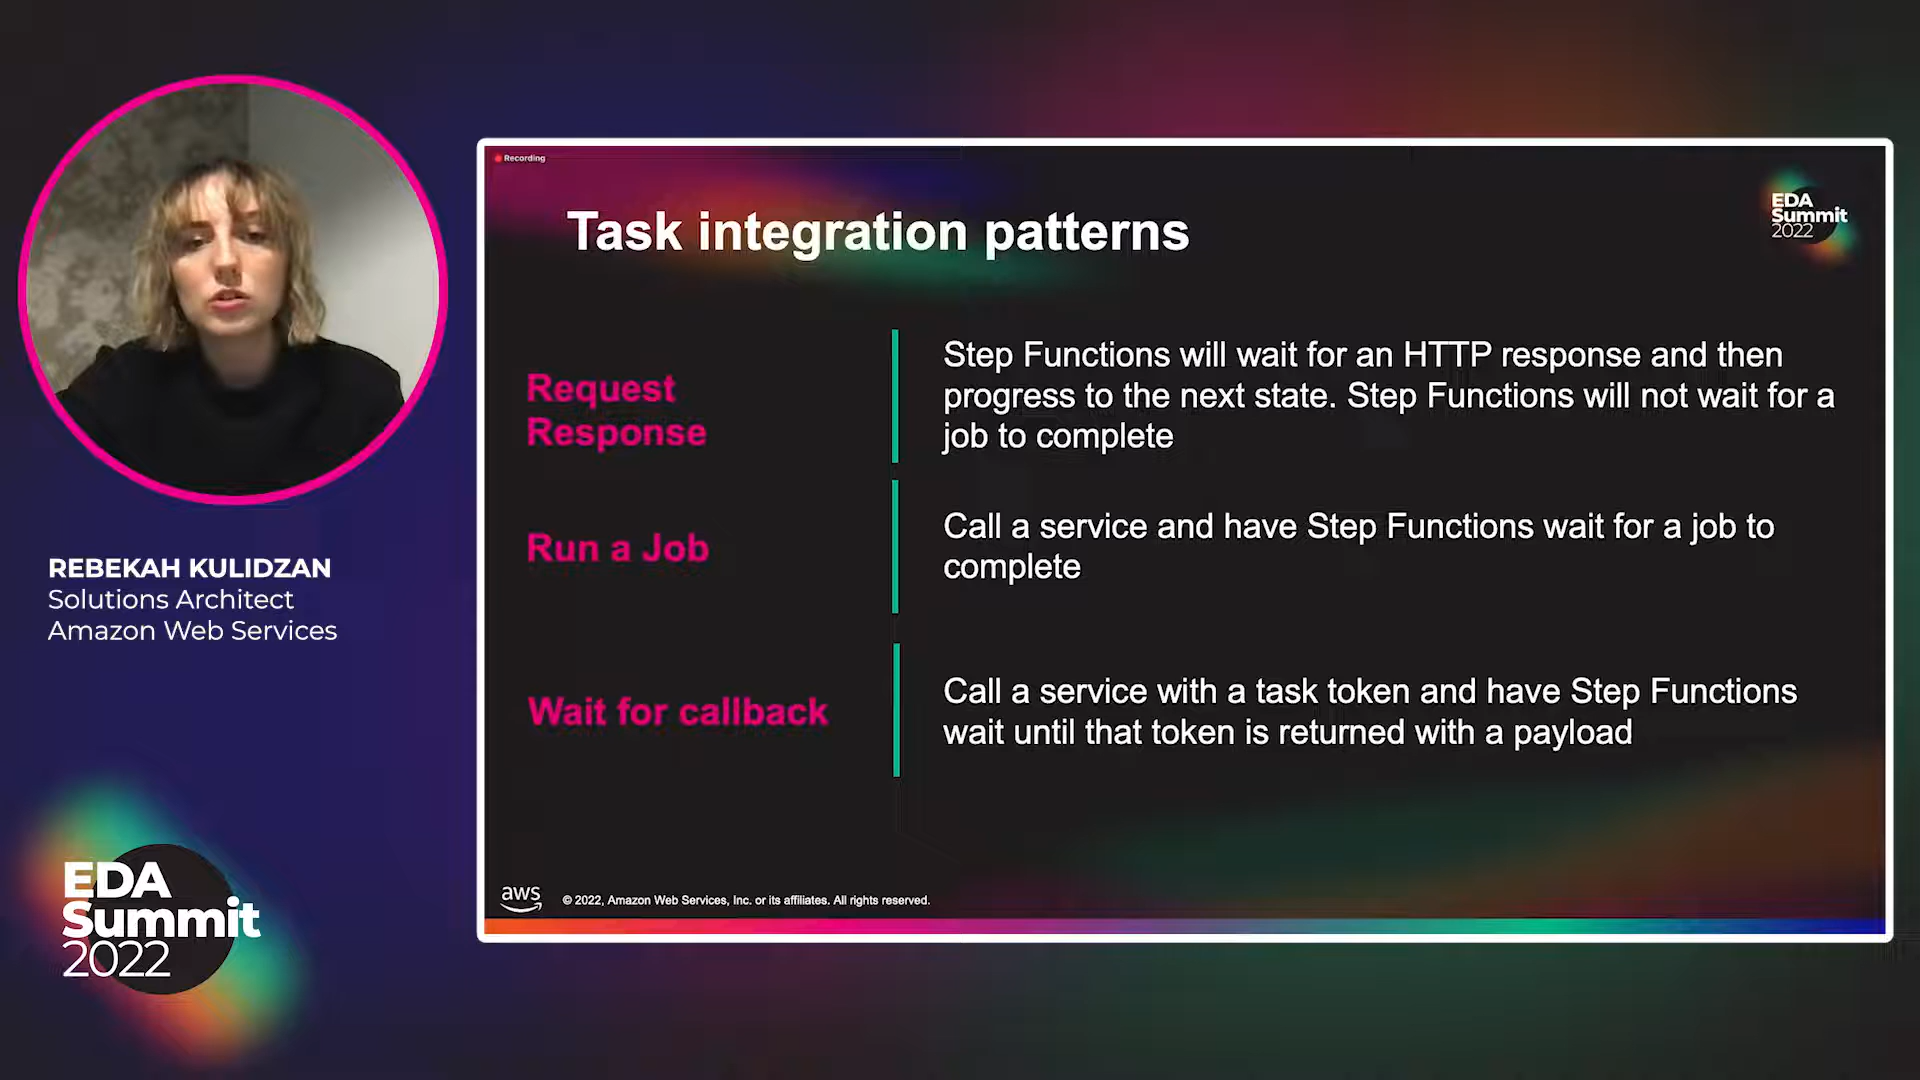 REBEKAH KULIDZAN
Solutions Architect
Amazon Web Services
EDA
Summit
2022
Recording
EDA
Summit
2022
Task integration patterns
Request
Response
Step Functions will wait for an HTTP response and then
progress to the next state. Step Functions will not wait for a
job to complete
Run a Job
Call a service and have Step Functions wait for a job to
complete
Wait for callback
Call a service with a task token and have Step Functions
wait until that token is returned with a payload
aws
© 2022, Amazon Web Services, Inc. or its affiliates. All rights reserved.